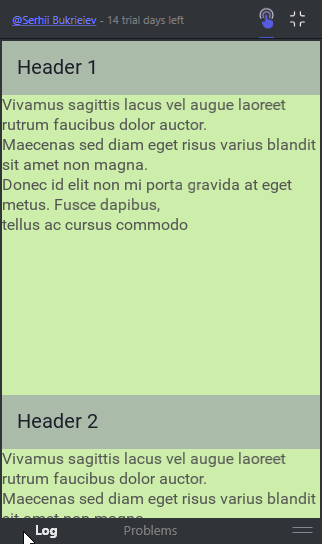 @Serhii Bukrieiev - 14 trial days left
Header 1
Vivamus sagittis lacus vel augue laoreet
rutrum faucibus dolor auctor.
Maecenas sed diam eget risus varius blandit
sit amet non magna.
Donec id elit non mi porta gravida at eget
metus. Fusce dapibus,
tellus ac cursus commodo
Header 2
Vivamus sagittis lacus vel augue laoreet
rutrum faucibus dolor auctor.
Maecenas sed diam eget risus varius blandit
sit amet non magna.
Log Problems